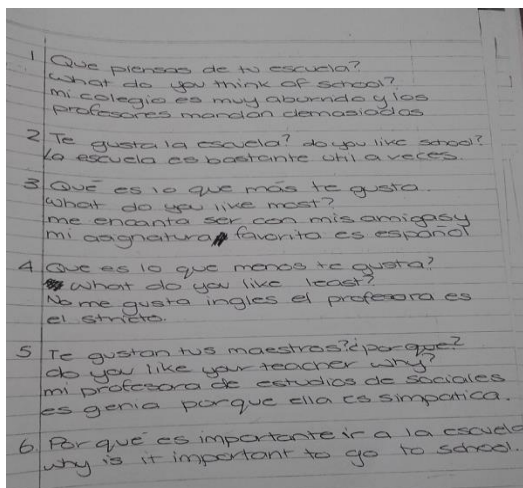 1 Que piensas de tu escuela?
What do you think of school?
mi colegio es muy aburrido y los
profesores mandan demasiados
2 Te gusta la escuela? do you like school?
La escuela es bastante util a veces.
3 Qué es lo que más te gusta.
What do you like most?
me encanta ser con mis amigas y
mi asignatura favorita es español
4 Que es lo que menos te gusta?
What do you like least?
No me gusta ingles el profesora es
el stricto.
5 Te gustan tus maestros? ¿por que?
do you like your teacher why?
mi profesora de estudios de sociales
es genia porque ella es simpatica.
6. Por qué es importante ir a la escuela
why is it important to go to school.